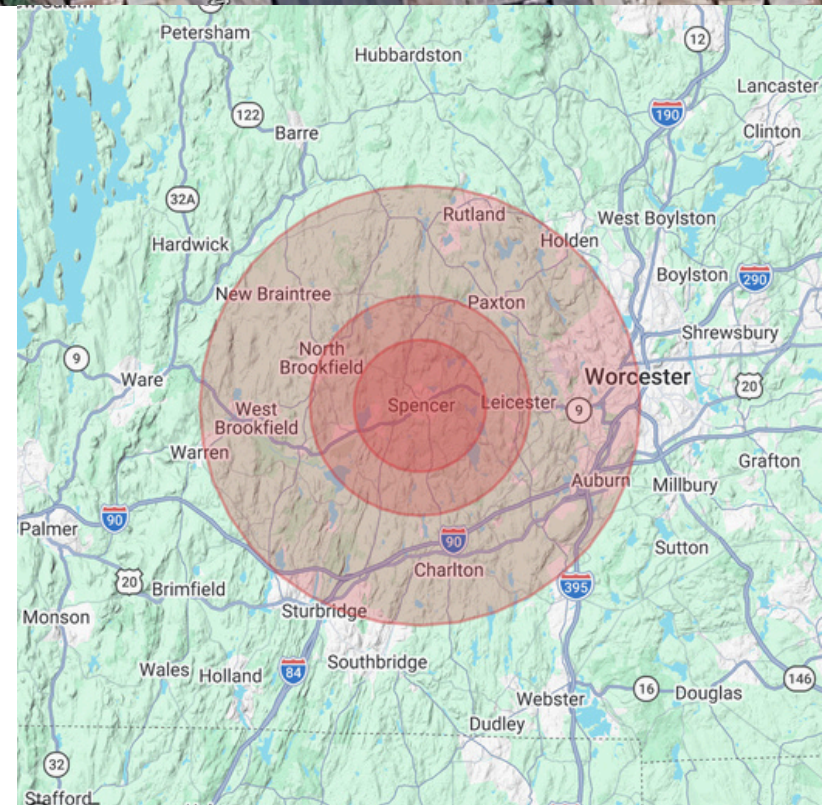 Petersham
12
Hubbardston
Lancaster
190
122
Clinton
Barre
32A
Rutland
West Boylston
Holden
Hardwick
Boylston
290
New Braintree
Paxton
Shrewsbury
North
Brookfield
9
Ware
Worcester
20
Spencer
Leicester
9
West
Brookfield
Warren
Grafton
Auburn
Millbury
90
Palmer
90
Sutton
Charlton
20
Brimfield
395
Sturbridge
Monson
Southbridge
Wales
Holland
84
146
16
Douglas
Webster
Dudley
32
Stafford